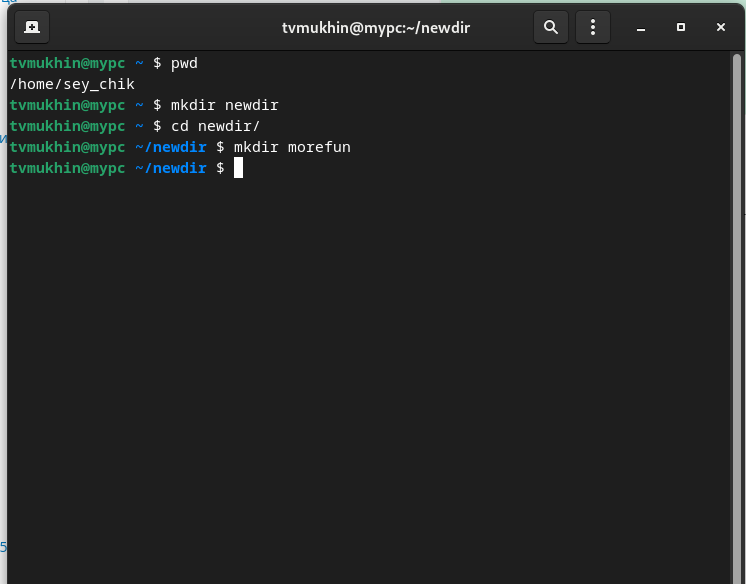 tvmukhin@mypc:~/newdir
tvmukhin@mypc ~ $ pwd
/home/sey_chik
tvmukhin@mypc ~ $ mkdir newdir
tvmukhin@mypc ~ $ cd newdir/
tvmukhin@mypc ~/newdir $ mkdir morefun
tvmukhin@mypc ~/newdir $